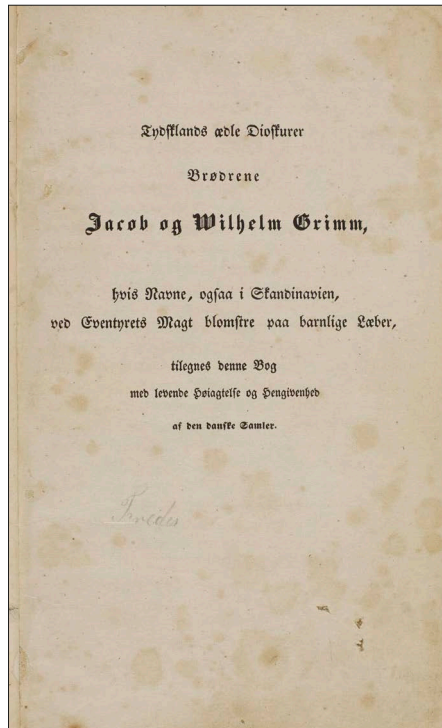 Tydsklands ædle Dioskurer
Brødrene
Jacob og Wilhelm Grimm,
hvis Navne, ogsaa i Skandinavien,
ved Eventyrets Magt blomstre paa barnlige Læber,
tilegnes denne Bog
med levende Høiagtelse og Hengivenhed
af den danske Samler.